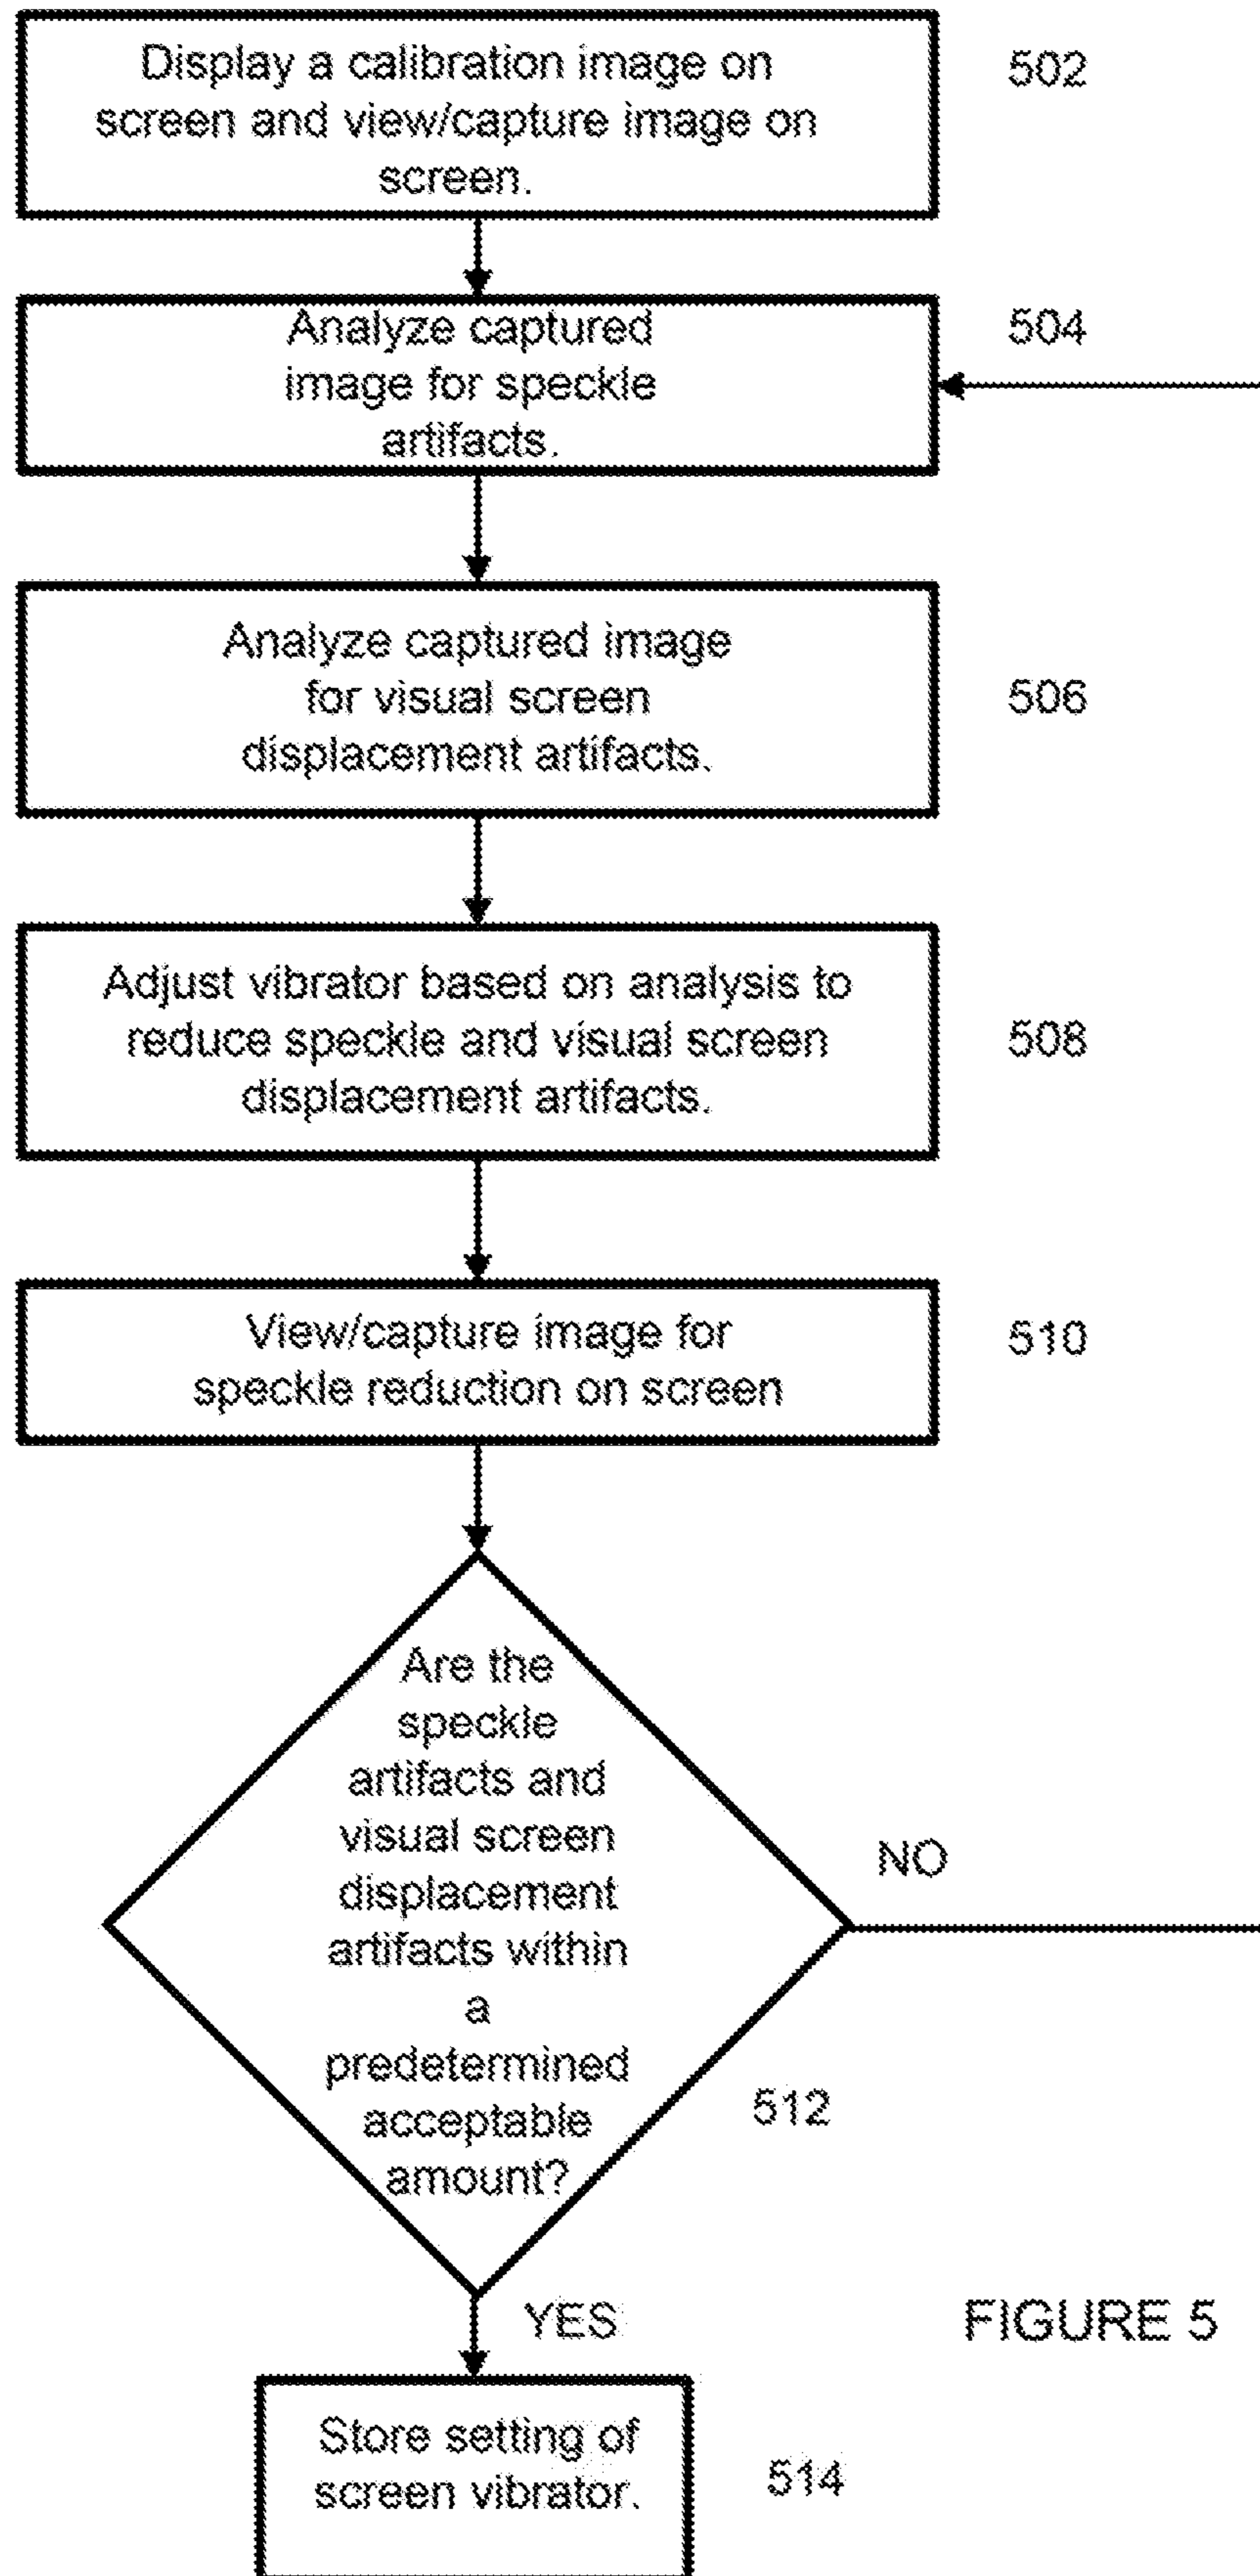 Display a calibration image on
screen and view/capture image on
screen.
502
Analyze captured
image for speckle
artifacts.
504
Analyze captured image
for visual screen
displacement artifacts.
506
Adjust vibrator based on analysis to
reduce speckle and visual screen
displacement artifacts.
508
View/capture image for
speckle reduction on screen
510
Are the
speckle
artifacts and
visual screen
displacement
artifacts within
a
predetermined
acceptable
amount?
NO
512
YES
FIGURE 5
Store setting of
screen vibrator.
514